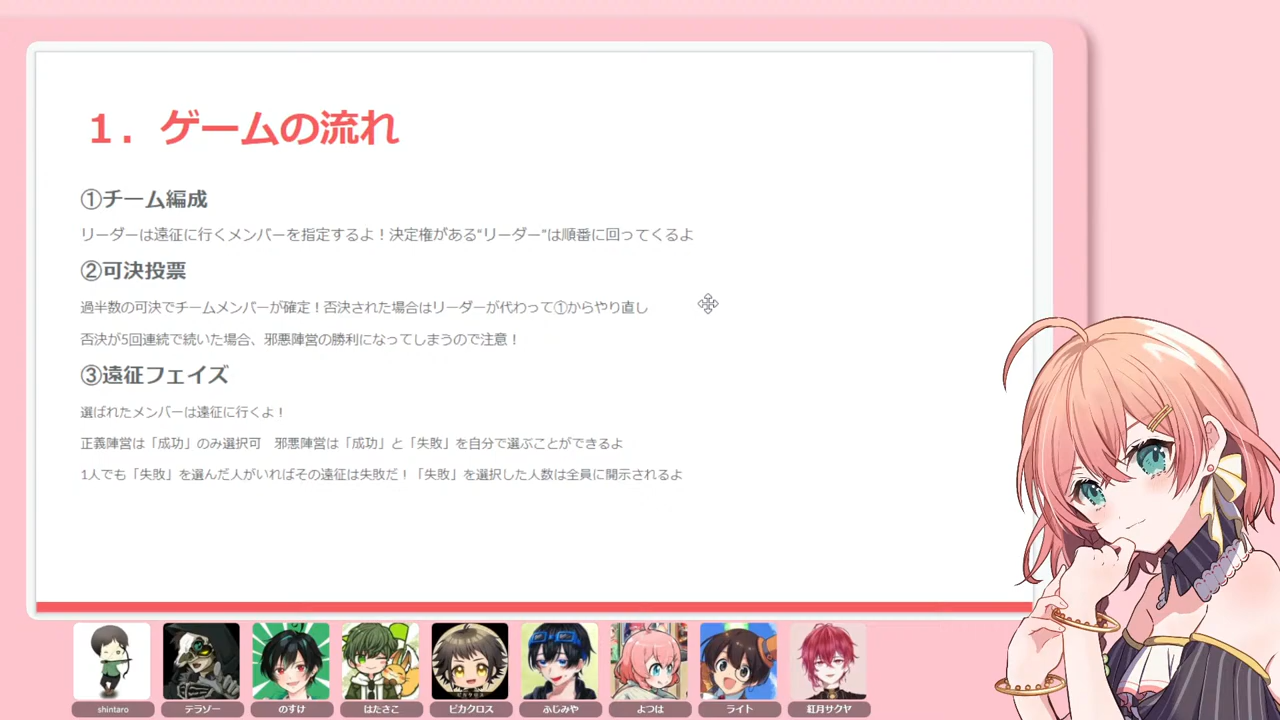 1．ゲームの流れ
①チーム編成
リーダーは遠征に行くメンバーを指定するよ！決定権がある"リーダー"は順番に回ってくるよ
②可決投票
過半数の可決でチームメンバーが確定！否決された場合はリーダーが代わって①からやり直し
否決が5回連続で続いた場合、邪悪陣営の勝利になってしまうので注意！
③遠征フェイズ
選ばれたメンバーは遠征に行くよ！
正義陣営は「成功」のみ選択可　邪悪陣営は「成功」と「失敗」を自分で選ぶことができるよ
1人でも「失敗」を選んだ人がいればその遠征は失敗だ！「失敗」を選択した人数は全員に開示されるよ
shintaro
テラゾー
のすけ
はたさこ
ピカクロス
ふじみや
よつは
ライト
紅月サクヤ